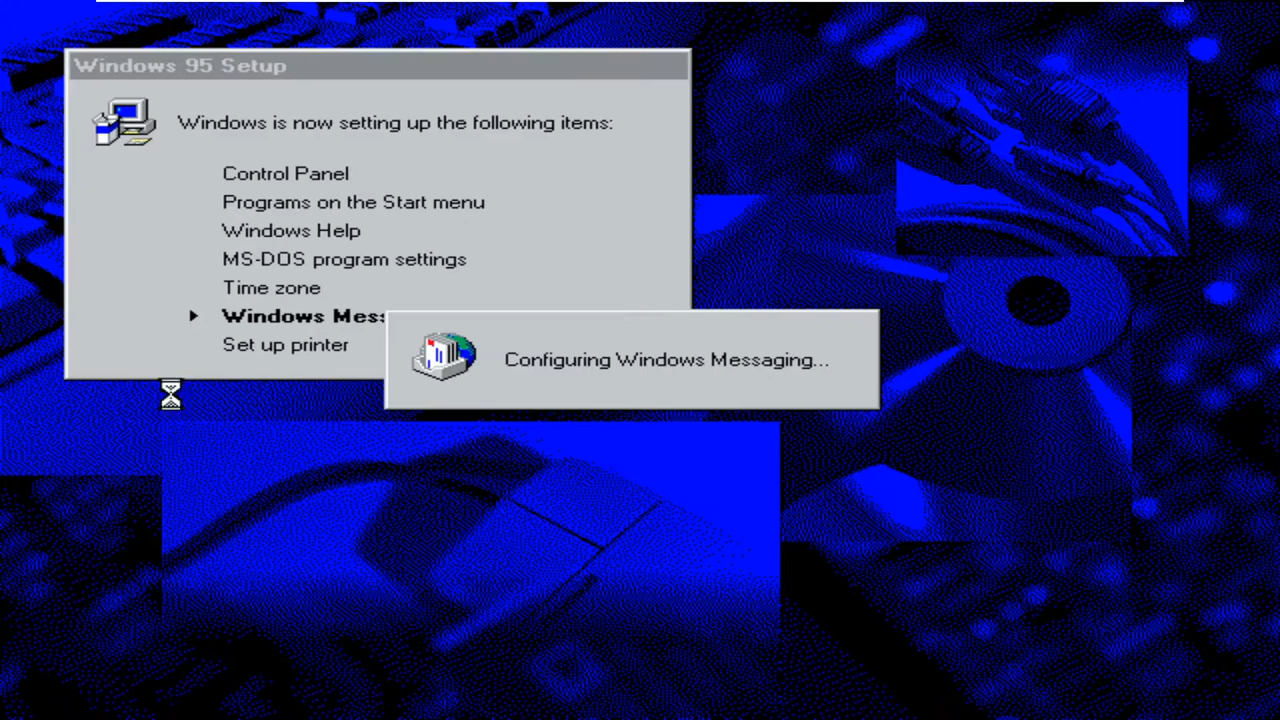 Windows 95 Setup
Windows is now setting up the following items:
Control Panel
Programs on the Start menu
Windows Help
MS-DOS program settings
Time zone
Windows Mess
Set up printer
Configuring Windows Messaging...